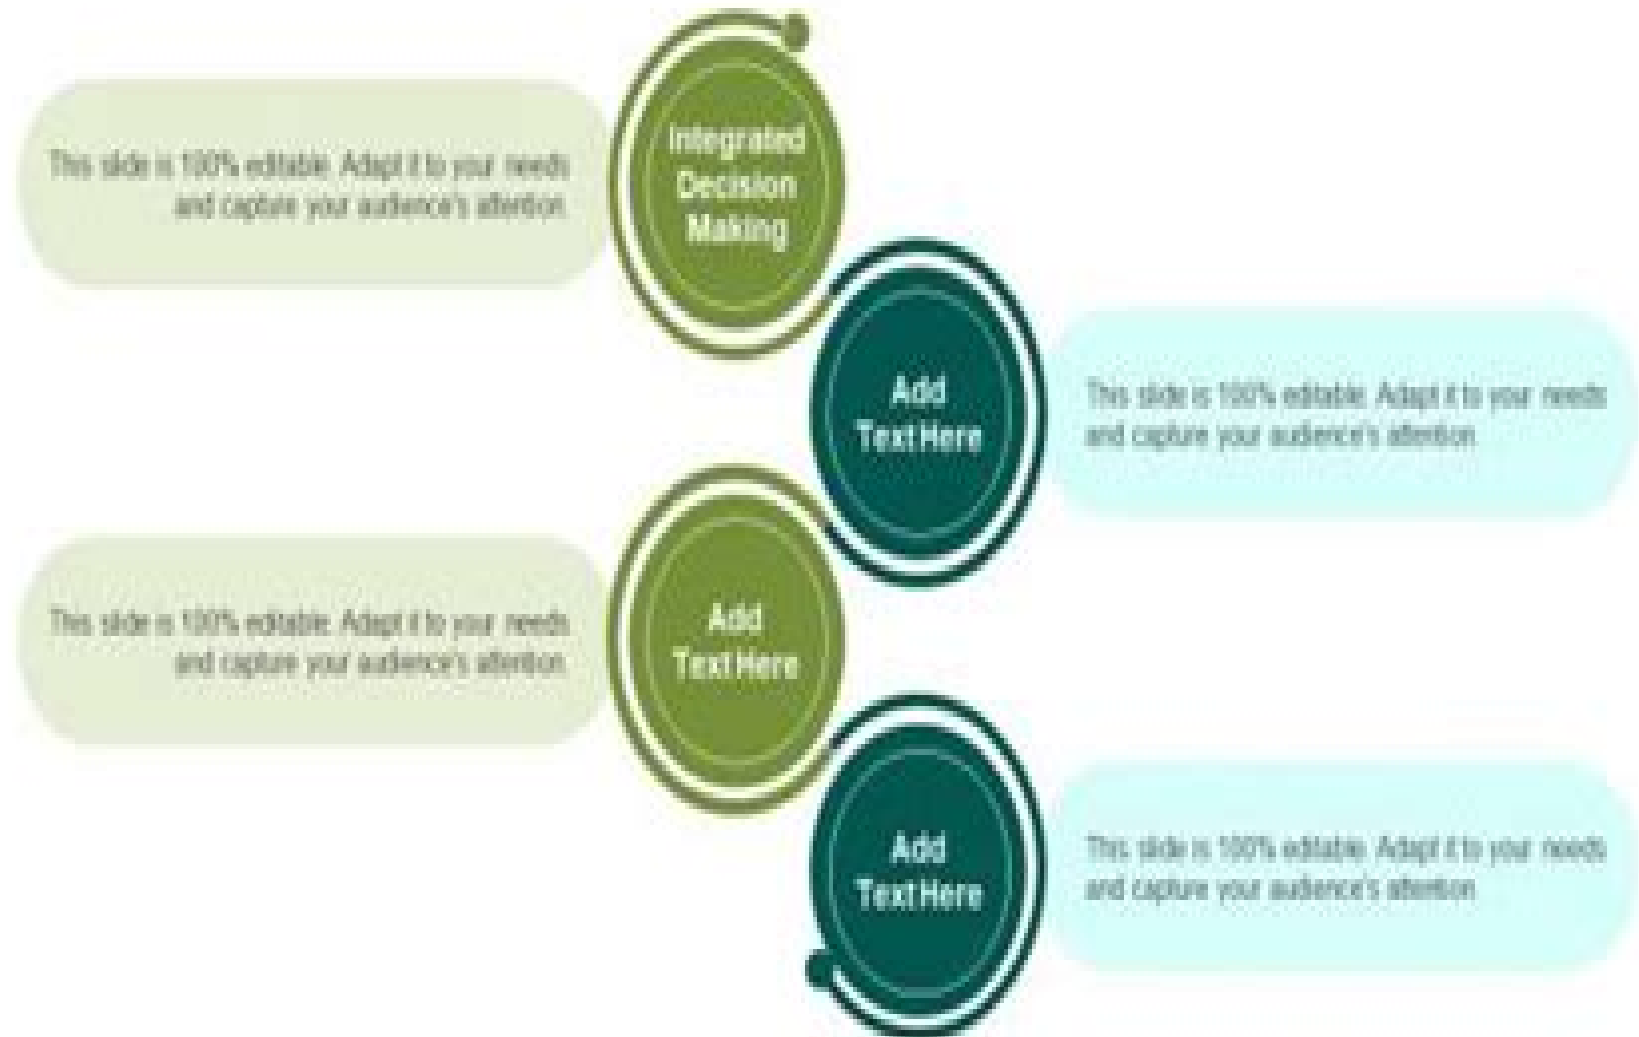 Integrated
Decision
Making
This slide is 100% editable. Adapt it to your needs
and capture your audience's attention.
Add
Text Here
This slide is 100% editable. Adapt it to your needs
and capture your audience's attention.
Add
Text Here
This slide is 100% editable. Adapt it to your needs
and capture your audience's attention.
Add
Text Here
This slide is 100% editable. Adapt it to your needs
and capture your audience's attention.